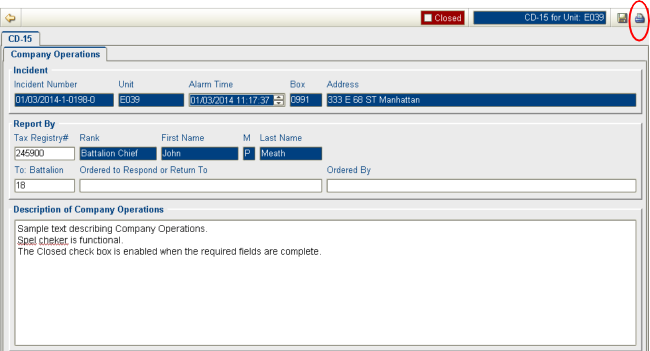 Closed CD-15 for Unit: E039
CD-15
Company Operations
Incident
Incident Number Unit Alarm Time Box Address
01/03/2014-1-0198-0 E039 01/03/2014 11:17:37 0991 333 E 68 ST Manhattan
Report By
Tax Registry# Rank First Name M Last Name
245900 Battalion Chief John P Meath
To: Battalion Ordered to Respond or Return To Ordered By
18
Description of Company Operations
Sample text describing Company Operations.
Spel cheker is functional.
The Closed check box is enabled when the required fields are complete.